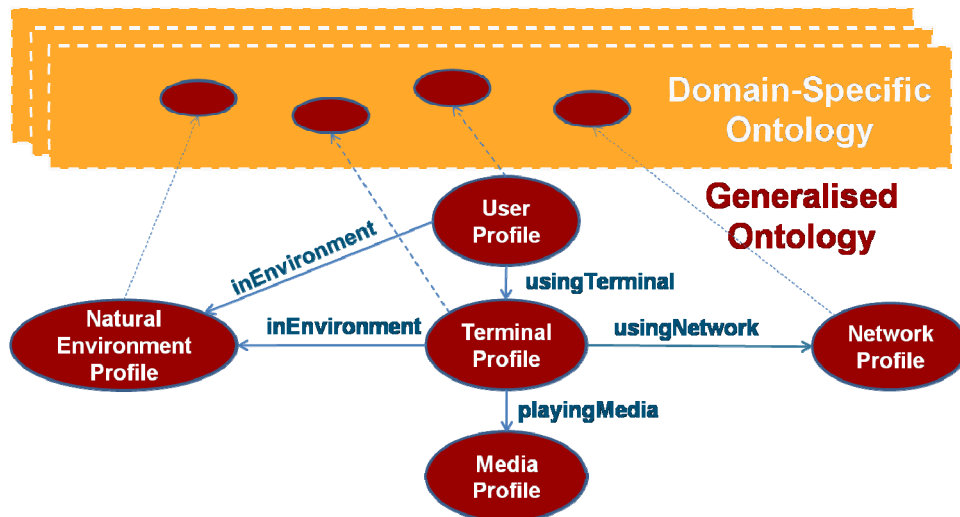 Domain-Specific
Ontology
Generalised
Ontology
User
Profile
inEnvironment
usingTerminal
Natural
Environment
Profile
inEnvironment
Terminal
Profile
usingNetwork
Network
Profile
playingMedia
Media
Profile